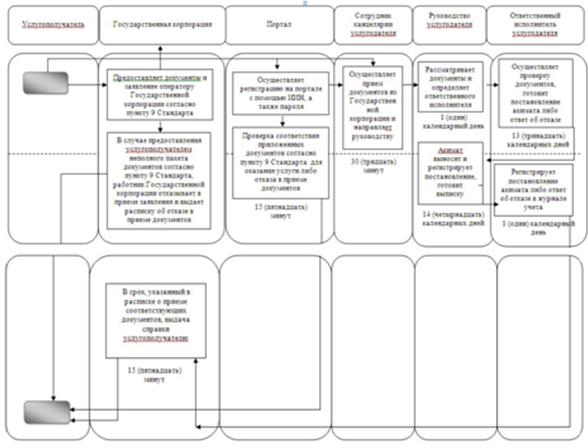 Услугополучатель
Государственная корпорация
Портал
Сотрудник
канцелярии
услугодателя
Руководство
услугодателя
Ответственный
исполнитель
услугодателя
Предоставляет документы и
заявление оператору
Государственной
корпорации согласно
пункту 9 Стандарта
В случае предоставления
услугополучателем
неполного пакета
документов согласно
пункту 9 Стандарта,
работник Государственной
корпорации отказывает в
приеме заявления и выдает
расписку об отказе в
приеме документов
Осуществляет
регистрацию на портале
с помощью ИИН, а
также пароля
Проверка соответствия
приложенных
документов согласно
пункту 9 Стандарта для
оказания услуги либо
отказа в приеме
документов
15 (пятнадцать)
минут
Осуществляет
прием
документов из
Государствен
ной
корпорации и
направляет
руководству
30 (тридцать)
минут
Рассматривает
документы и
определяет
ответственного
исполнителя
1 (один)
календарный день
Акимат
выносит и
регистрирует
постановление,
готовит
выписку
14 (четырнадцать)
календарных дней
Осуществляет
проверку
документов,
готовит
постановление
акимата либо
ответ об отказе
13 (тринадцать)
календарных дней
Регистрирует
постановление
акимата либо ответ
об отказе в журнале
учета
1 (один) календарный
день
В срок, указанный в
расписке о приеме
соответствующих
документов, выдача
справки
услугополучателю
15 (пятнадцать)
минут